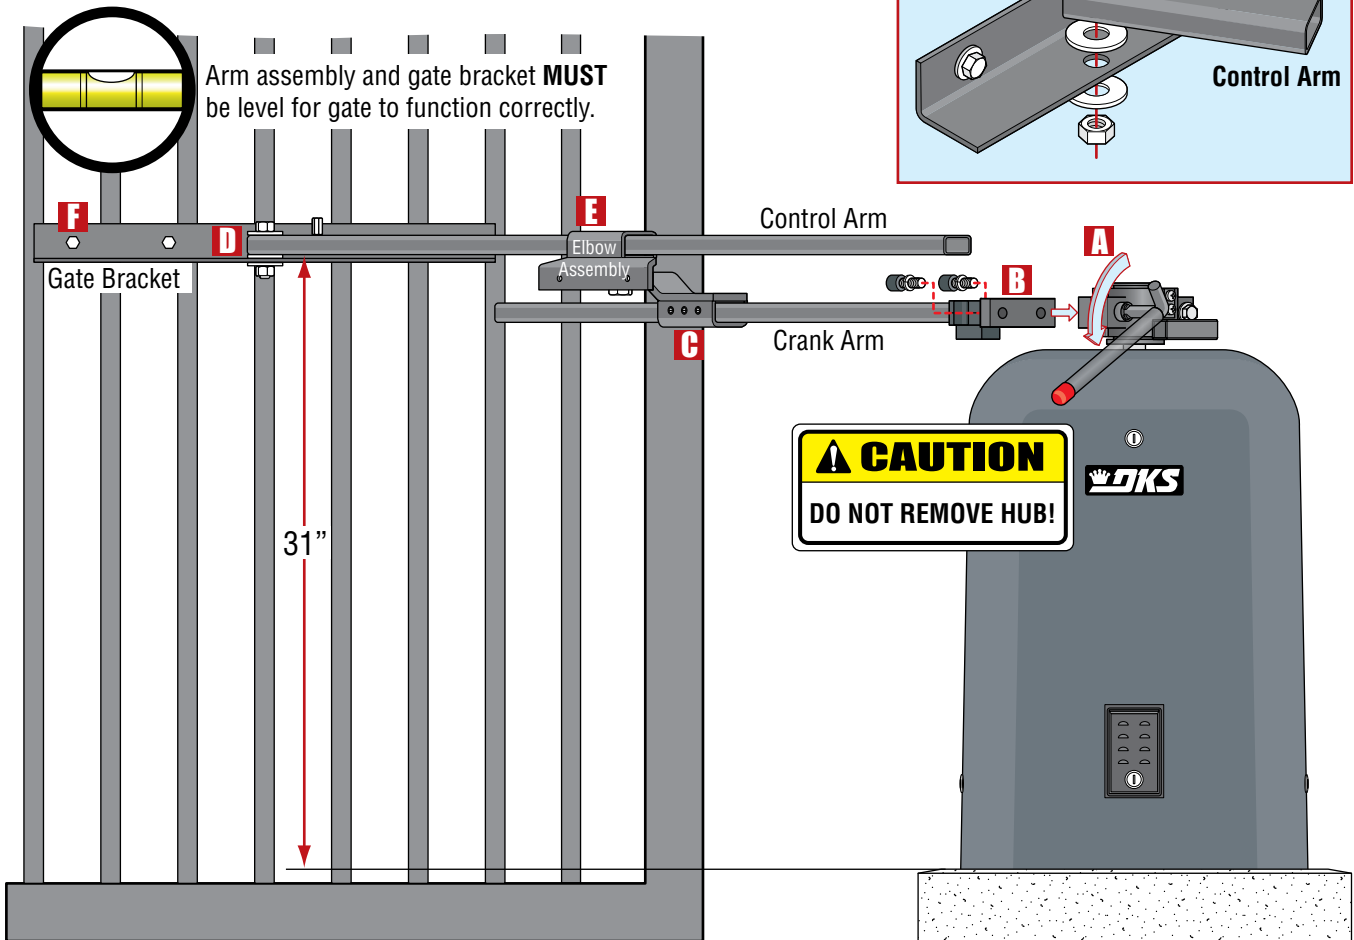 Arm assembly and gate bracket MUST
be level for gate to function correctly.
Control Arm
F
D
E
Elbow
Assembly
Control Arm
A
B
Gate Bracket
C
Crank Arm
CAUTION
DO NOT REMOVE HUB!
DKS
31”